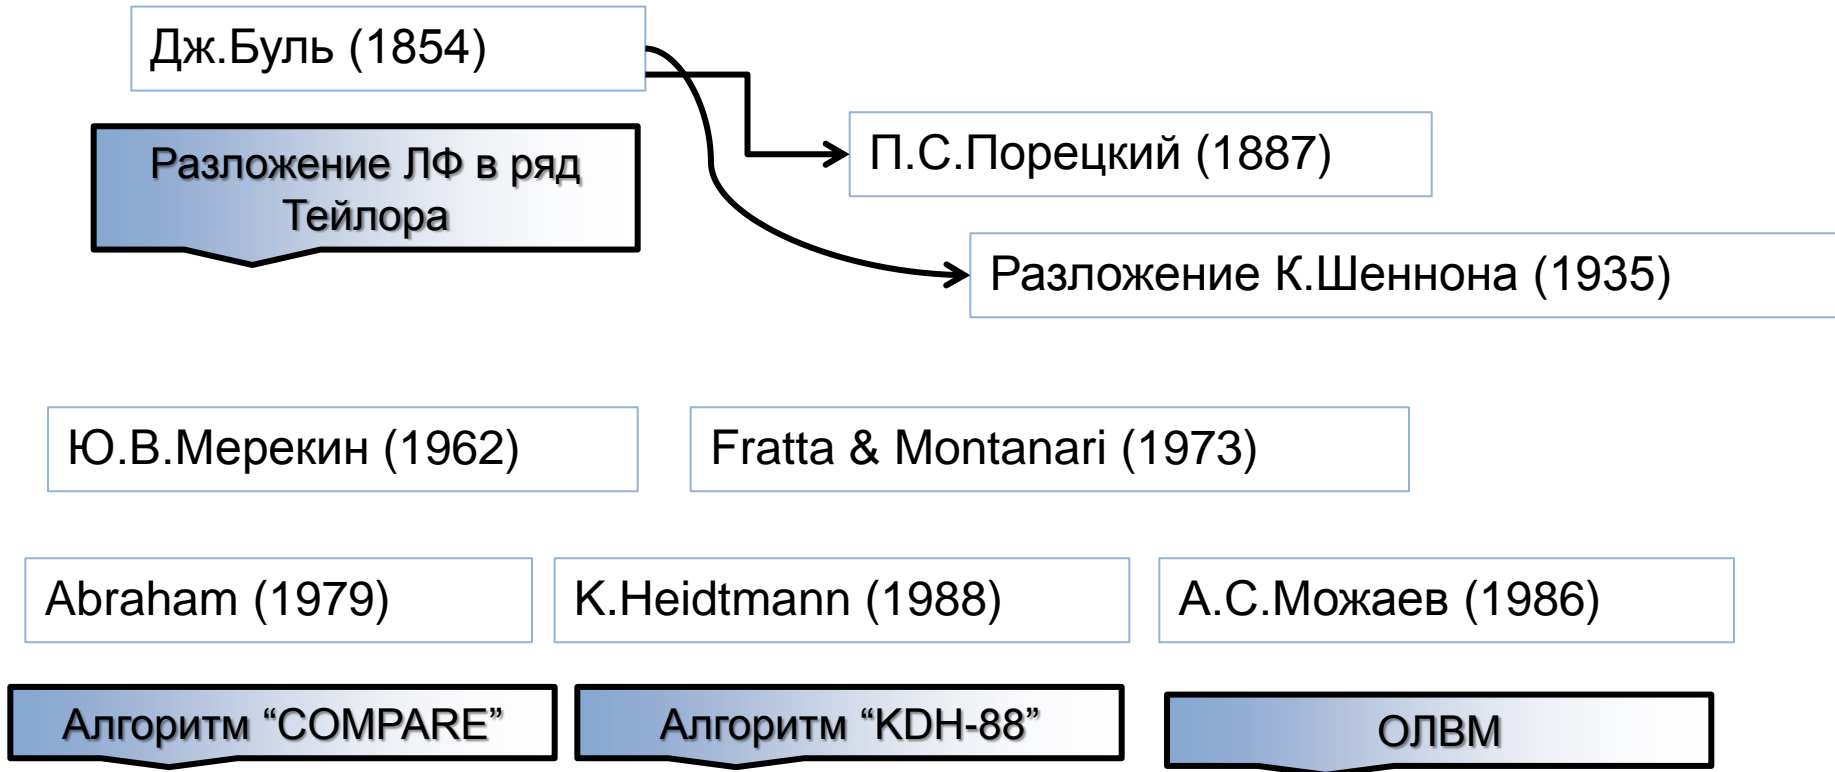 Дж.Буль (1854)
Разложение ЛФ в ряд
Тейлора
П.С.Порецкий (1887)
Разложение К.Шеннона (1935)
Ю.В.Мерекин (1962)
Fratta & Montanari (1973)
Abraham (1979)
K.Heidtmann (1988)
А.С.Можаев (1986)
Алгоритм “COMPARE”
Алгоритм “KDH-88”
ОЛВМ